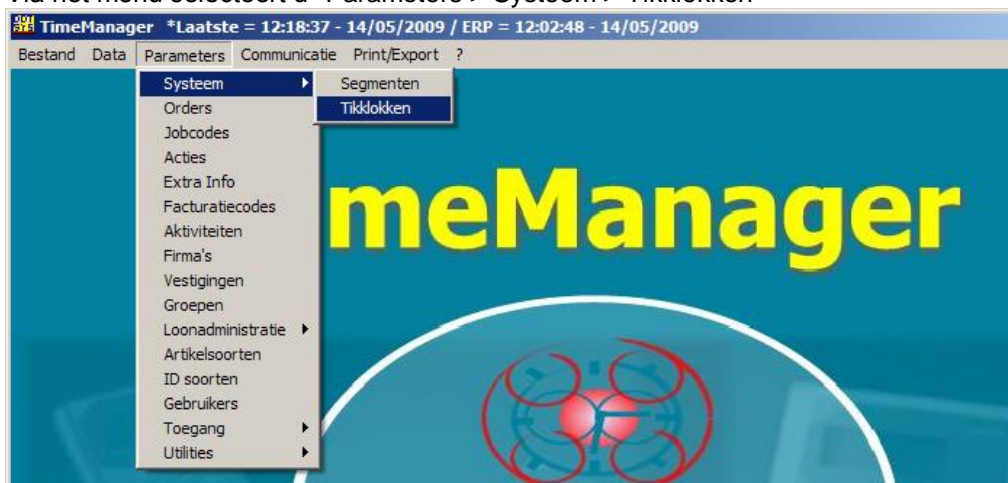 Via het menu selecteert u "Parameters > Systeem > Tikklokken"
TimeManager *Laatste = 12:18:37 - 14/05/2009 / ERP = 12:02:48 - 14/05/2009
Bestand Data Parameters Communicatie Print/Export ?
Systeem
Segmenten
Orders
Tikklokken
Jobcodes
Acties
Extra Info
Facturatiecodes
Aktiviteiten
Firma's
Vestigingen
Groepen
Loonadministratie
Artikelsoorten
ID soorten
Gebruikers
Toegang
Utilities
meManager